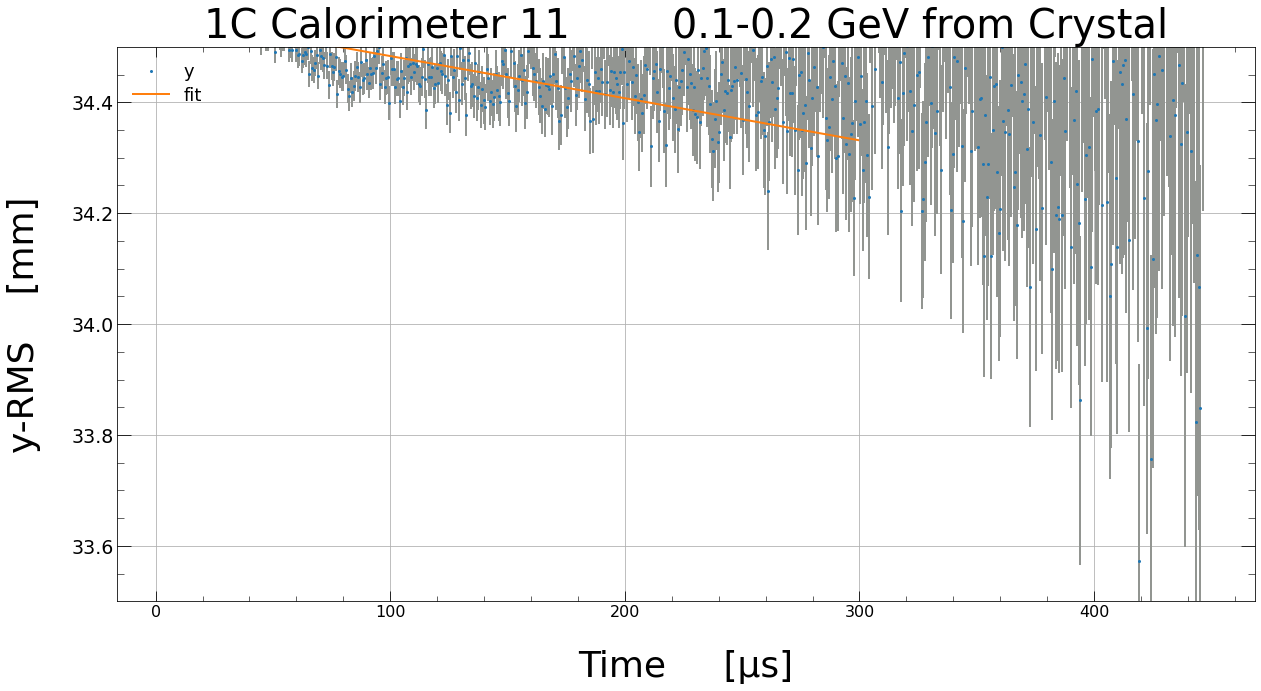 1C Calorimeter 11 0.1-0.2 GeV from Crystal
y
fit
34.4
34.2
34.0
33.8
33.6
y-RMS [mm]
0 100 200 300 400
Time [µs]